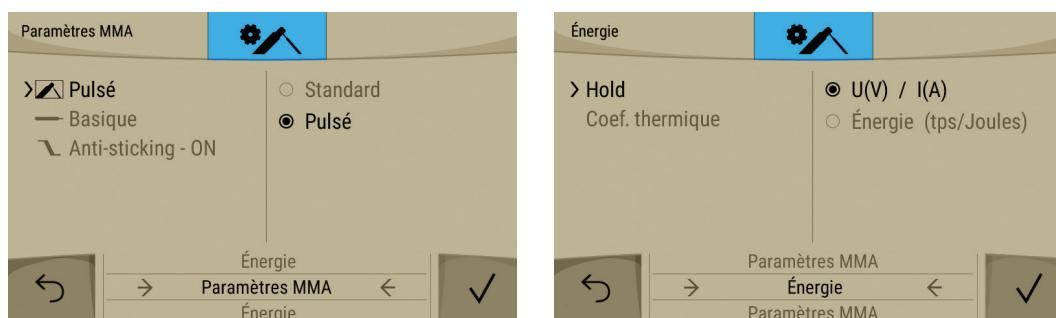 Paramètres MMA
Pulsé
Basique
Anti-sticking - ON
Standard
Pulsé
Énergie
Paramètres MMA
Énergie
Énergie
Hold
Coef. thermique
U(V) / I(A)
Énergie (tps/Joules)
Paramètres MMA
Énergie
Paramètres MMA